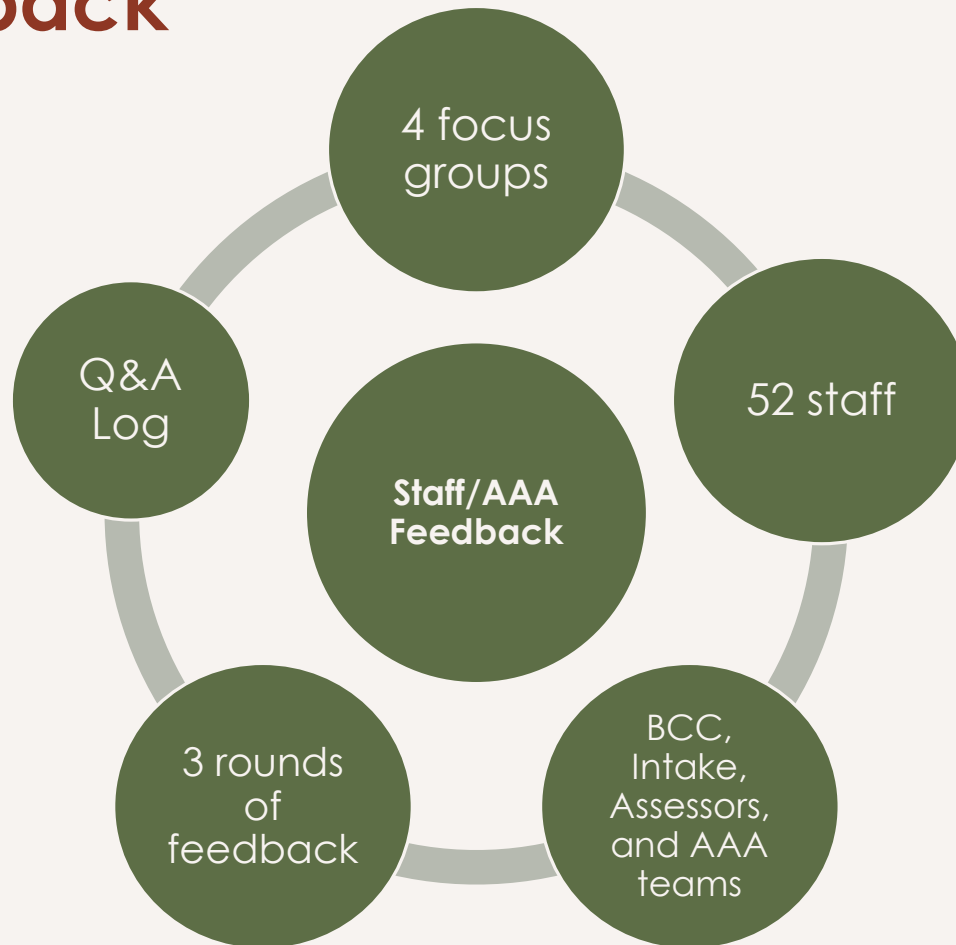 back
4 focus
groups
52 staff
BCC,
Intake,
Assessors,
and AAA
teams
3 rounds
of
feedback
Q&A
Log
Staff/AAA
Feedback